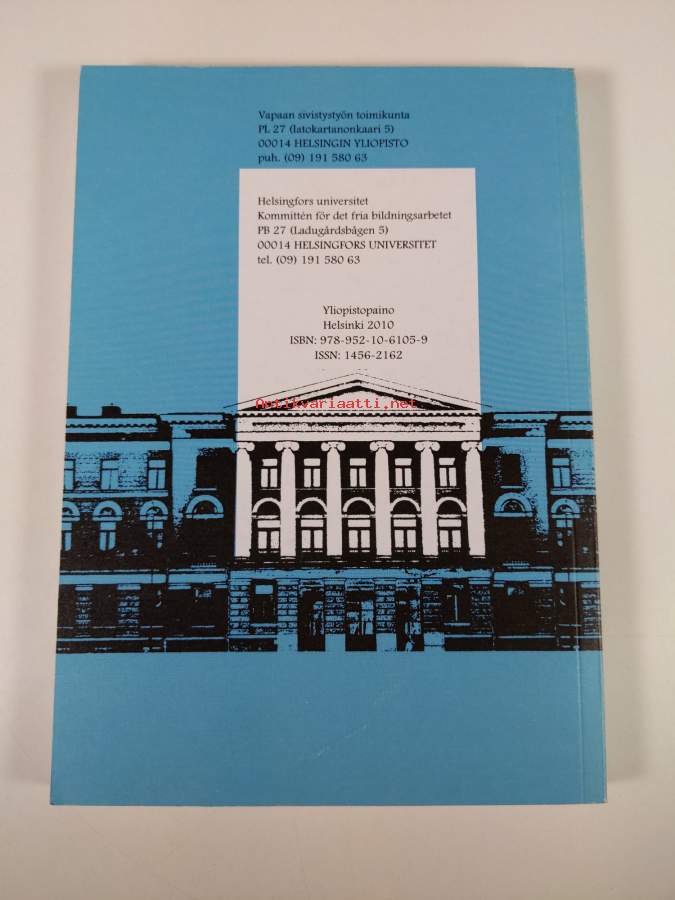 Vapaan sivistystyön toimikunta
PL 27 (latokartanonkaari 5)
00014 HELSINGIN YLIOPISTO
puh. (09) 191 580 63
Helsingfors universitet
Kommittén för det fria bildningsarbetet
PB 27 (Ladugårdsbågen 5)
00014 HELSINGFORS UNIVERSITET
tel. (09) 191 580 63
Yliopistopaino
Helsinki 2010
ISBN: 978-952-10-6105-9
ISSN: 1456-2162
Antikvariaatti.net